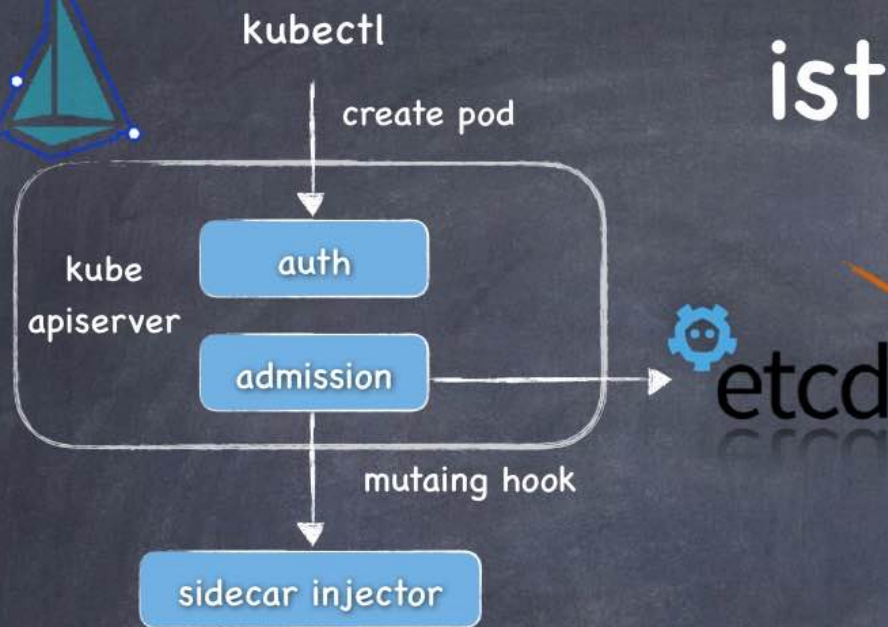 kubectl
ist
create pod
kube
apiserver
auth
admission
etcd
mutaing hook
sidecar injector